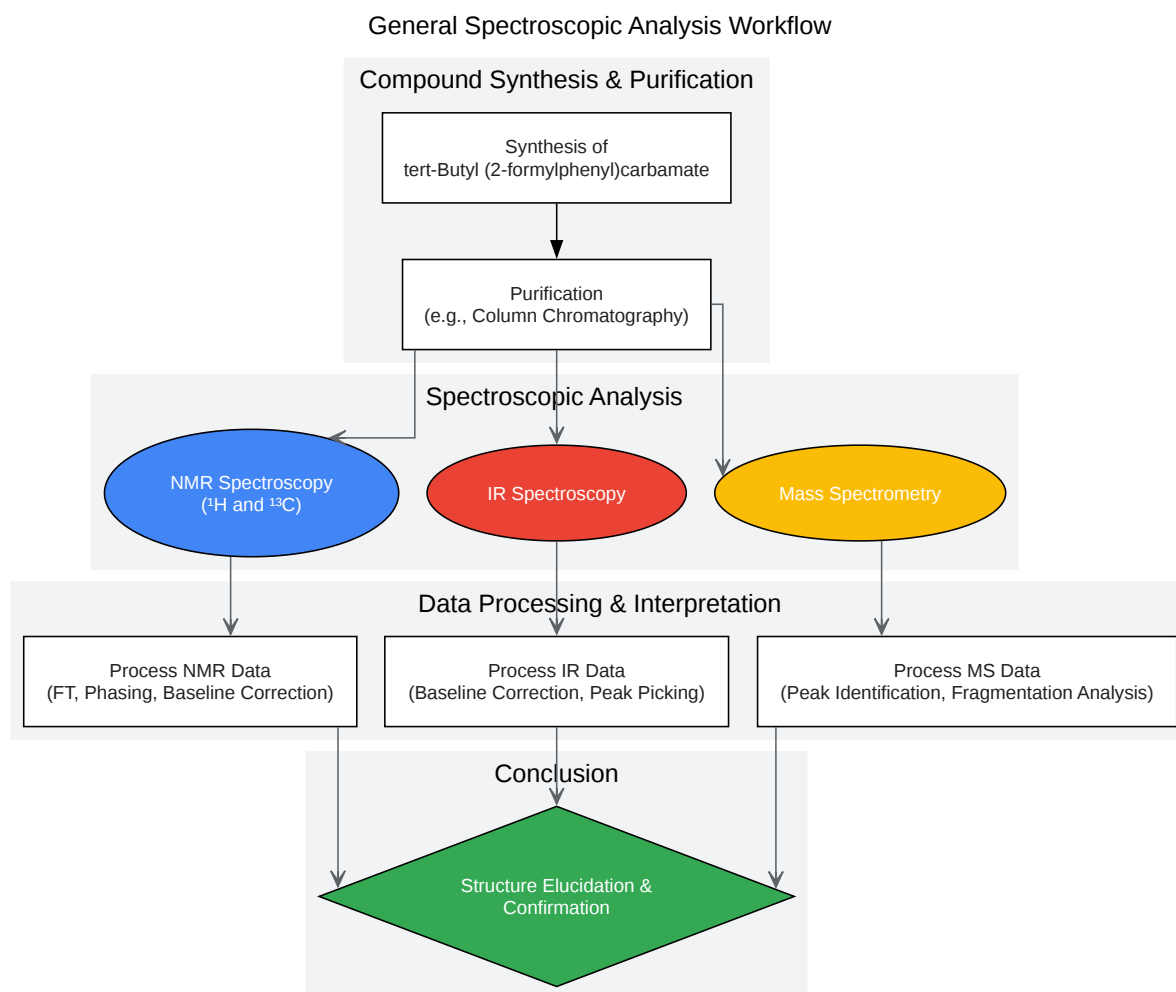 General Spectroscopic Analysis Workflow
Compound Synthesis & Purification
Synthesis of
tert-Butyl (2-formylphenyl)carbamate
Purification
(e.g., Column Chromatography)
Spectroscopic Analysis
NMR Spectroscopy
(¹H and ¹³C)
IR Spectroscopy
Mass Spectrometry
Data Processing & Interpretation
Process NMR Data
(FT, Phasing, Baseline Correction)
Process IR Data
(Baseline Correction, Peak Picking)
Process MS Data
(Peak Identification, Fragmentation Analysis)
Conclusion
Structure Elucidation &
Confirmation